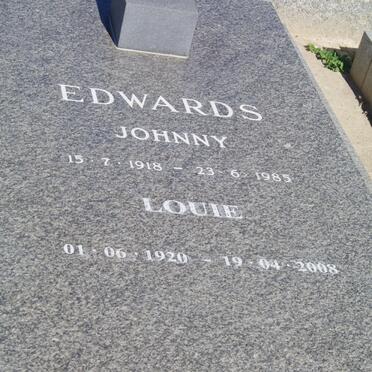 EDWARDS
JOHNNY
15·7·1918 – 23·6·1985
LOUIE
01·06·1920 – 19·04·2008